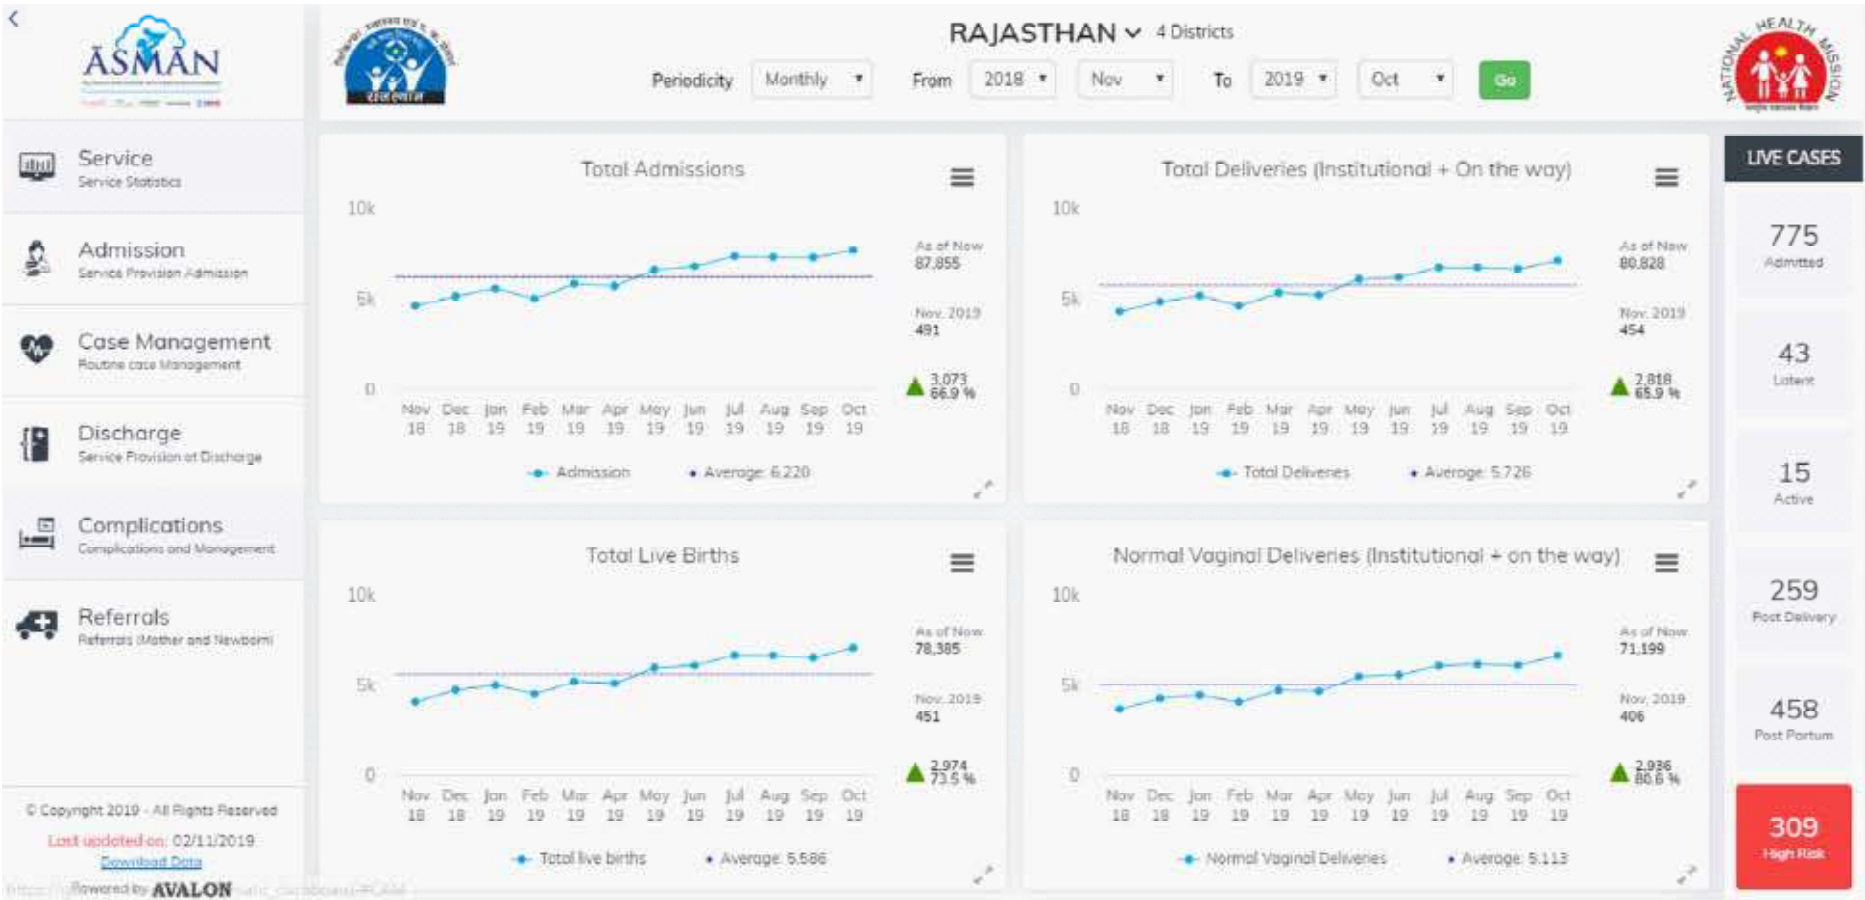 ĀSMĀN
Service
Service Statistics
Admission
Service Provision Admission
Case Management
Routine case Management
Discharge
Service Provision at Discharge
Complications
Complications and Management
Referrals
Referrals (Mother and Newborn)
© Copyright 2019 - All Rights Reserved
Last updated on: 02/11/2019
Download Data
Powered by AVALON
राजस्थान
RAJASTHAN 4 Districts
Periodicity Monthly From 2018 Nov To 2019 Oct Go
NATIONAL HEALTH MISSION
Total Admissions
10k
5k
0
As of Now
87,855
Nov, 2019
491
3,073
66.9 %
Nov Dec Jan Feb Mar Apr May Jun Jul Aug Sep Oct
18 18 19 19 19 19 19 19 19 19 19 19
Admission Average: 6,220
Total Deliveries (Institutional + On the way)
10k
5k
0
As of Now
80,828
Nov, 2019
454
2,818
65.9 %
Nov Dec Jan Feb Mar Apr May Jun Jul Aug Sep Oct
18 18 19 19 19 19 19 19 19 19 19 19
Total Deliveries Average: 5,726
Total Live Births
10k
5k
0
As of Now
78,385
Nov, 2019
451
2,974
73.5 %
Nov Dec Jan Feb Mar Apr May Jun Jul Aug Sep Oct
18 18 19 19 19 19 19 19 19 19 19 19
Total live births Average: 5,586
Normal Vaginal Deliveries (Institutional + on the way)
10k
5k
0
As of Now
71,199
Nov, 2019
406
2,936
80.6 %
Nov Dec Jan Feb Mar Apr May Jun Jul Aug Sep Oct
18 18 19 19 19 19 19 19 19 19 19 19
Normal Vaginal Deliveries Average: 5,113
LIVE CASES
775
Admitted
43
Latent
15
Active
259
Post Delivery
458
Post Partum
309
High Risk